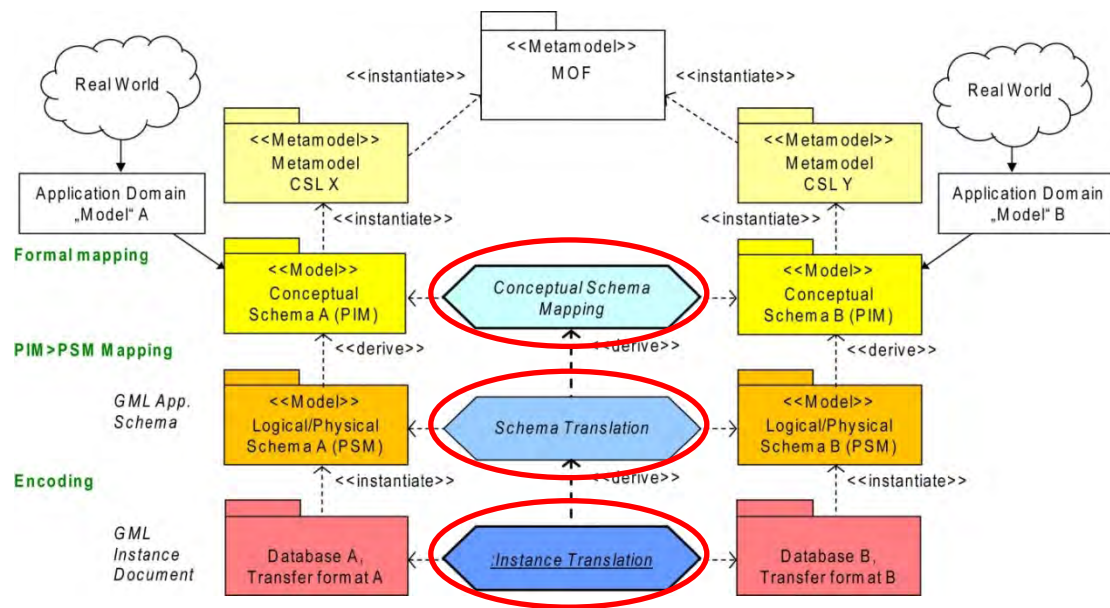 <<Metamodel>>
MOF
<<instantiate>>
<<instantiate>>
Real World
Real World
<<Metamodel>>
Metamodel
CSL X
<<Metamodel>>
Metamodel
CSL Y
Application Domain
„Model“ A
Application Domain
„Model“ B
<<instantiate>>
<<instantiate>>
Formal mapping
<<Model>>
Conceptual
Schema A (PIM)
Conceptual Schema
Mapping
<<Model>>
Conceptual
Schema B (PIM)
PIM>PSM Mapping
<<derive>>
<<derive>>
<<derive>>
GML App.
Schema
<<Model>>
Logical/Physical
Schema A (PSM)
Schema Translation
<<Model>>
Logical/Physical
Schema B (PSM)
Encoding
<<instantiate>>
<<derive>>
<<instantiate>>
GML
Instance
Document
Database A,
Transfer format A
:Instance Translation
Database B,
Transfer format B